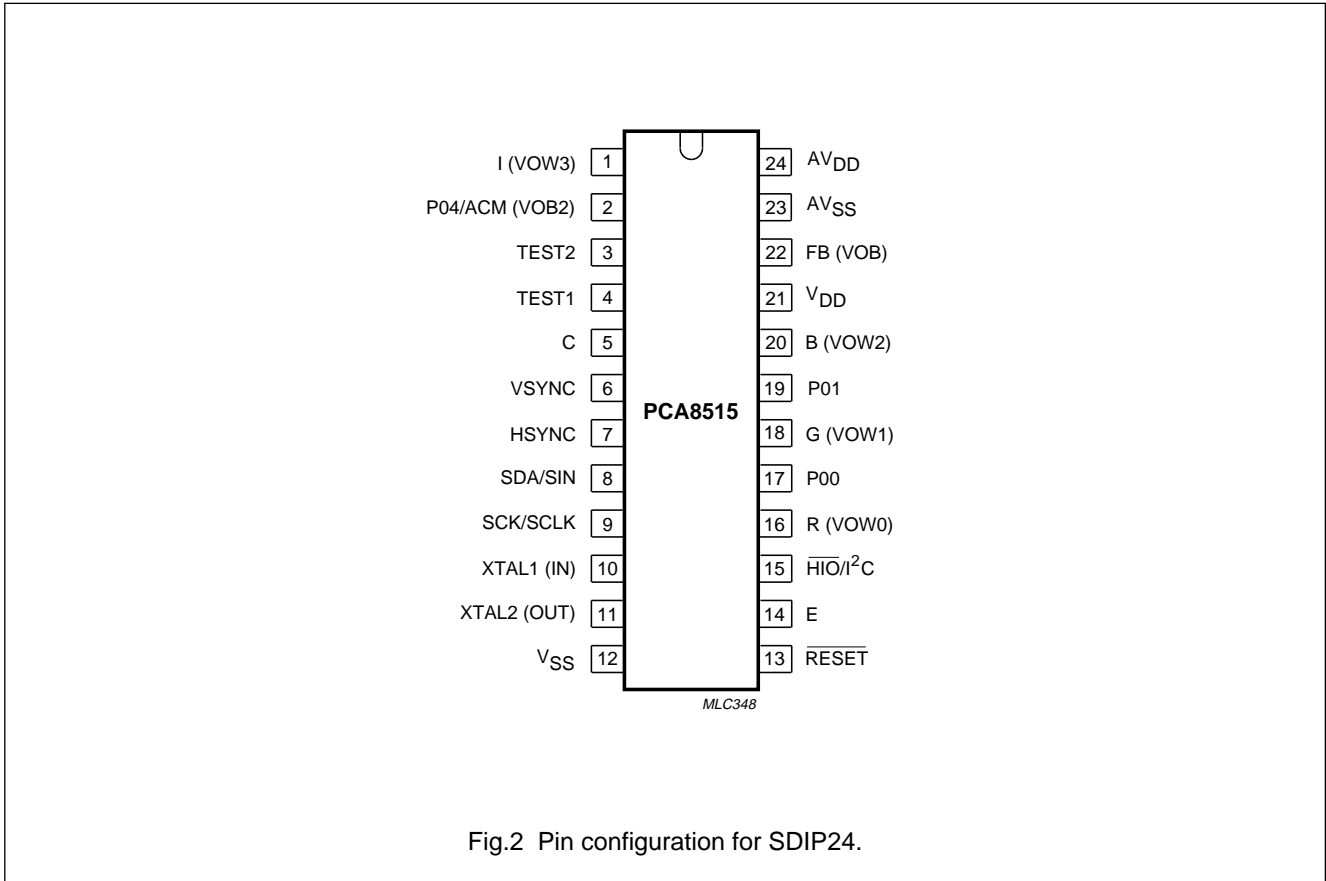 I (VOW3) 1 24 AVDD
P04/ACM (VOB2) 2 23 AVSS
TEST2 3 22 FB (VOB)
TEST1 4 21 VDD
C 5 20 B (VOW2)
VSYNC 6 19 P01
PCA8515
HSYNC 7 18 G (VOW1)
SDA/SIN 8 17 P00
SCK/SCLK 9 16 R (VOW0)
XTAL1 (IN) 10 15 H̅I̅O̅/I²C
XTAL2 (OUT) 11 14 E
VSS 12 13 R̅E̅S̅E̅T̅
MLC348
Fig.2 Pin configuration for SDIP24.